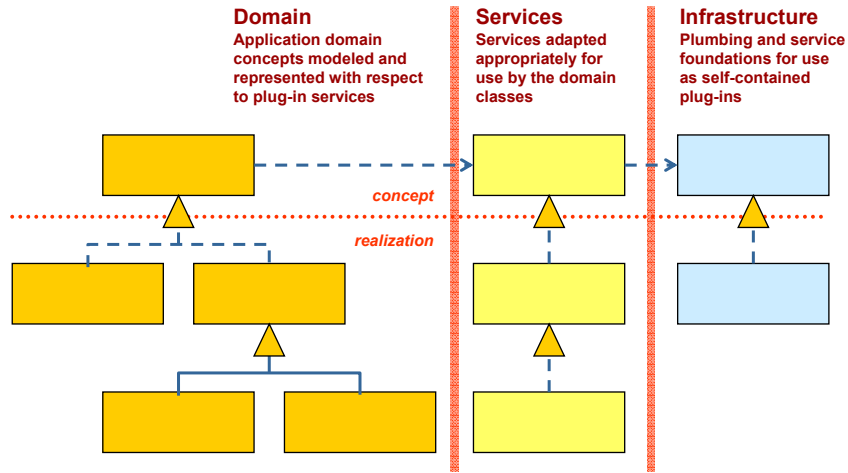 Domain
Application domain
concepts modeled and
represented with respect
to plug-in services
Services
Services adapted
appropriately for
use by the domain
classes
Infrastructure
Plumbing and service
foundations for use
as self-contained
plug-ins
concept
realization